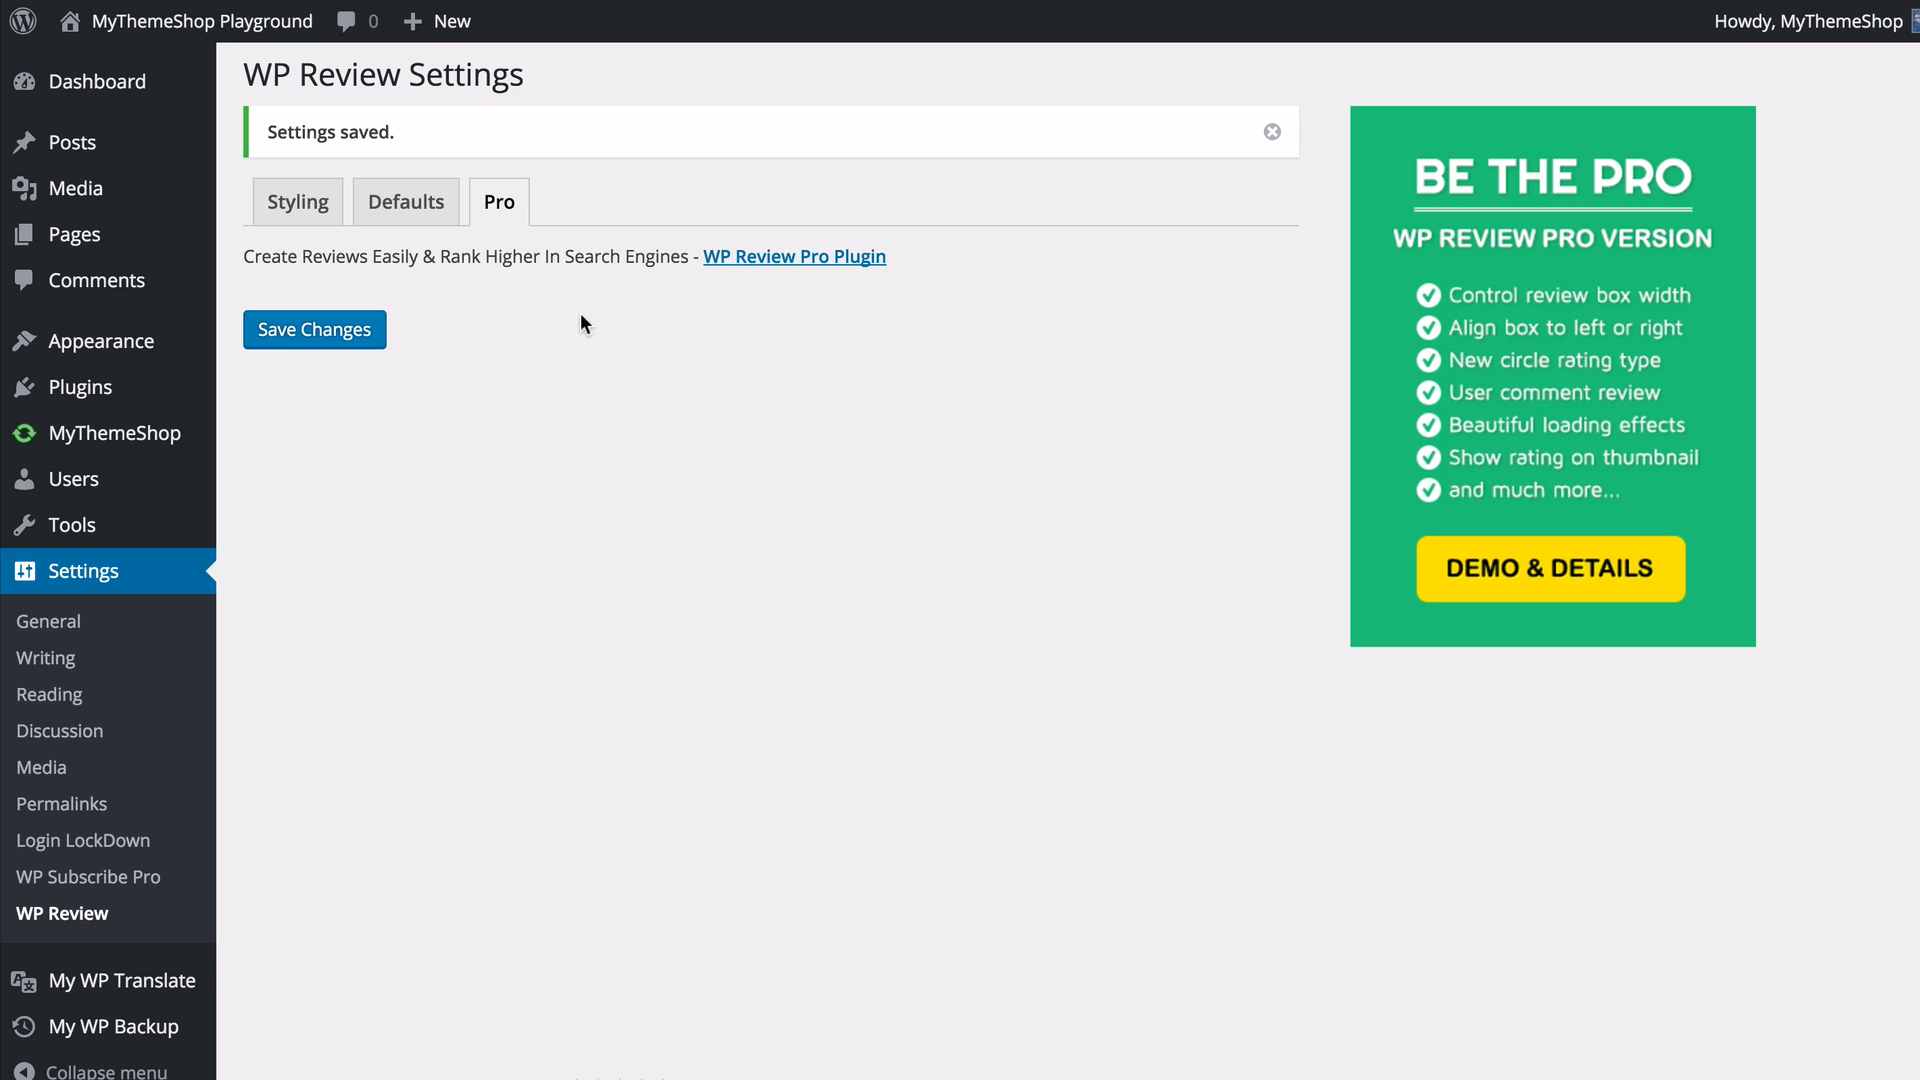 MyThemeShop Playground 0 New Howdy, MyThemeShop
Dashboard
Posts
Media
Pages
Comments
Appearance
Plugins
MyThemeShop
Users
Tools
Settings
General
Writing
Reading
Discussion
Media
Permalinks
Login LockDown
WP Subscribe Pro
WP Review
My WP Translate
My WP Backup
Collapse menu
WP Review Settings
Settings saved.
Styling Defaults Pro
Create Reviews Easily & Rank Higher In Search Engines - WP Review Pro Plugin
Save Changes
BE THE PRO
WP REVIEW PRO VERSION
Control review box width
Align box to left or right
New circle rating type
User comment review
Beautiful loading effects
Show rating on thumbnail
and much more...
DEMO & DETAILS